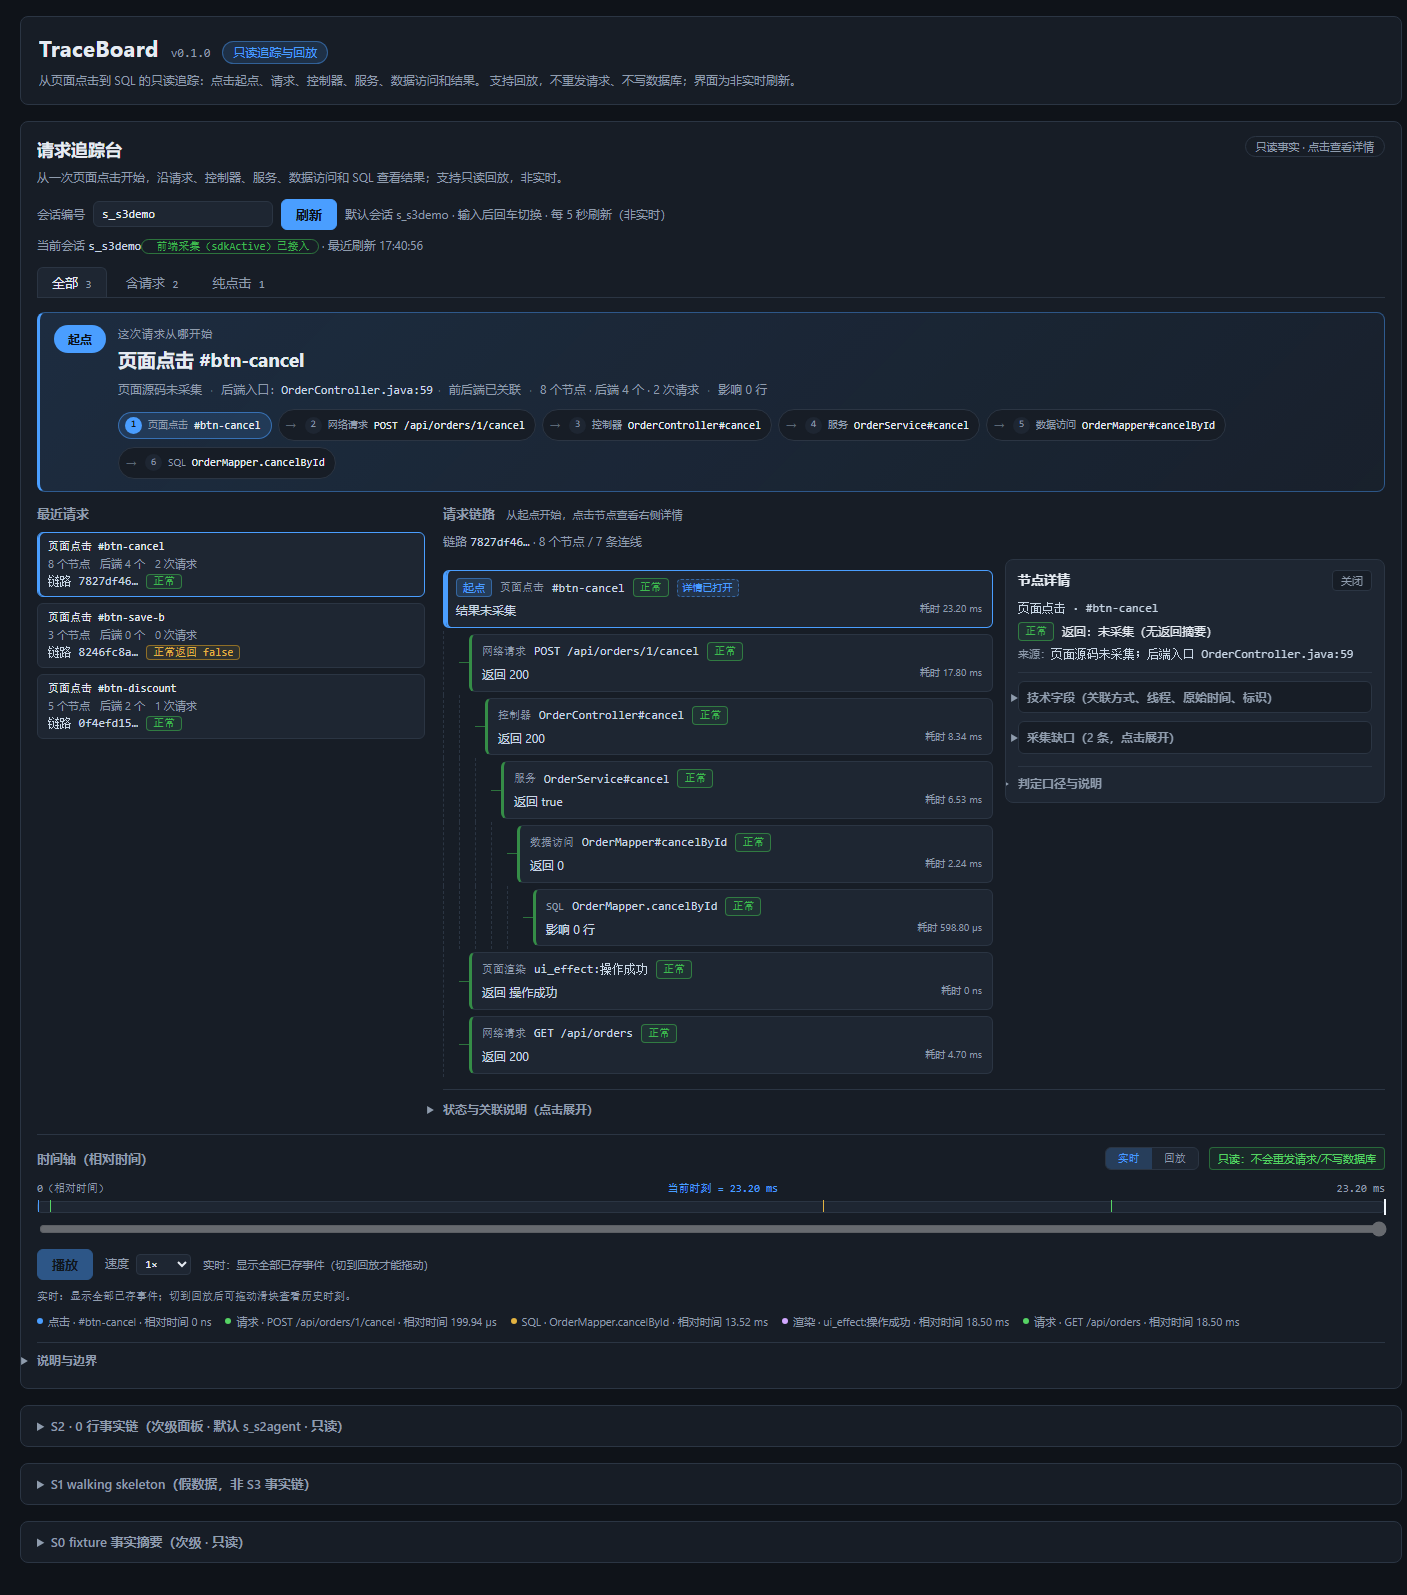 TraceBoard v0.1.0 只读追踪与回放
从页面点击到 SQL 的只读追踪：点击起点、请求、控制器、服务、数据访问和结果。 支持回放，不重发请求、不写数据库；界面为非实时刷新。
请求追踪台
只读事实 · 点击查看详情
从一次页面点击开始，沿请求、控制器、服务、数据访问和 SQL 查看结果；支持只读回放，非实时。
会话编号 s_s3demo 刷新 默认会话 s_s3demo · 输入后回车切换 · 每 5 秒刷新（非实时）
当前会话 s_s3demo 前端采集（sdkActive）已接入 · 最近刷新 17:40:56
全部 3 含请求 2 纯点击 1
起点
这次请求从哪开始
页面点击 #btn-cancel
页面源码未采集 · 后端入口：OrderController.java:59 · 前后端已关联 · 8 个节点 · 后端 4 个 · 2 次请求 · 影响 0 行
1 页面点击 #btn-cancel → 2 网络请求 POST /api/orders/1/cancel → 3 控制器 OrderController#cancel → 4 服务 OrderService#cancel → 5 数据访问 OrderMapper#cancelById
→ 6 SQL OrderMapper.cancelById
最近请求
页面点击 #btn-cancel
8 个节点 后端 4 个 2 次请求
链路 7827df46… 正常
页面点击 #btn-save-b
3 个节点 后端 0 个 0 次请求
链路 8246fc8a… 正常返回 false
页面点击 #btn-discount
5 个节点 后端 2 个 1 次请求
链路 0f4efd15… 正常
请求链路 从起点开始，点击节点查看右侧详情
链路 7827df46… · 8 个节点 / 7 条连线
起点 页面点击 #btn-cancel 正常 详情已打开
结果未采集 耗时 23.20 ms
网络请求 POST /api/orders/1/cancel 正常
返回 200 耗时 17.80 ms
控制器 OrderController#cancel 正常
返回 200 耗时 8.34 ms
服务 OrderService#cancel 正常
返回 true 耗时 6.53 ms
数据访问 OrderMapper#cancelById 正常
返回 0 耗时 2.24 ms
SQL OrderMapper.cancelById 正常
影响 0 行 耗时 598.80 µs
页面渲染 ui_effect:操作成功 正常
返回 操作成功 耗时 0 ns
网络请求 GET /api/orders 正常
返回 200 耗时 4.70 ms
▶ 状态与关联说明（点击展开）
节点详情 关闭
页面点击 · #btn-cancel
正常 返回：未采集（无返回摘要）
来源：页面源码未采集；后端入口 OrderController.java:59
▶ 技术字段（关联方式、线程、原始时间、标识）
▶ 采集缺口（2 条，点击展开）
▶ 判定口径与说明
时间轴（相对时间） 实时 回放 只读：不会重发请求/不写数据库
0（相对时间） 当前时刻 = 23.20 ms 23.20 ms
播放 速度 1× 实时：显示全部已存事件（切到回放才能拖动）
实时：显示全部已存事件；切到回放后可拖动滑块查看历史时刻。
点击 · #btn-cancel · 相对时间 0 ns 请求 · POST /api/orders/1/cancel · 相对时间 199.94 µs SQL · OrderMapper.cancelById · 相对时间 13.52 ms 渲染 · ui_effect:操作成功 · 相对时间 18.50 ms 请求 · GET /api/orders · 相对时间 18.50 ms
▶ 说明与边界
▶ S2 · 0 行事实链（次级面板 · 默认 s_s2agent · 只读）
▶ S1 walking skeleton（假数据，非 S3 事实链）
▶ S0 fixture 事实摘要（次级 · 只读）